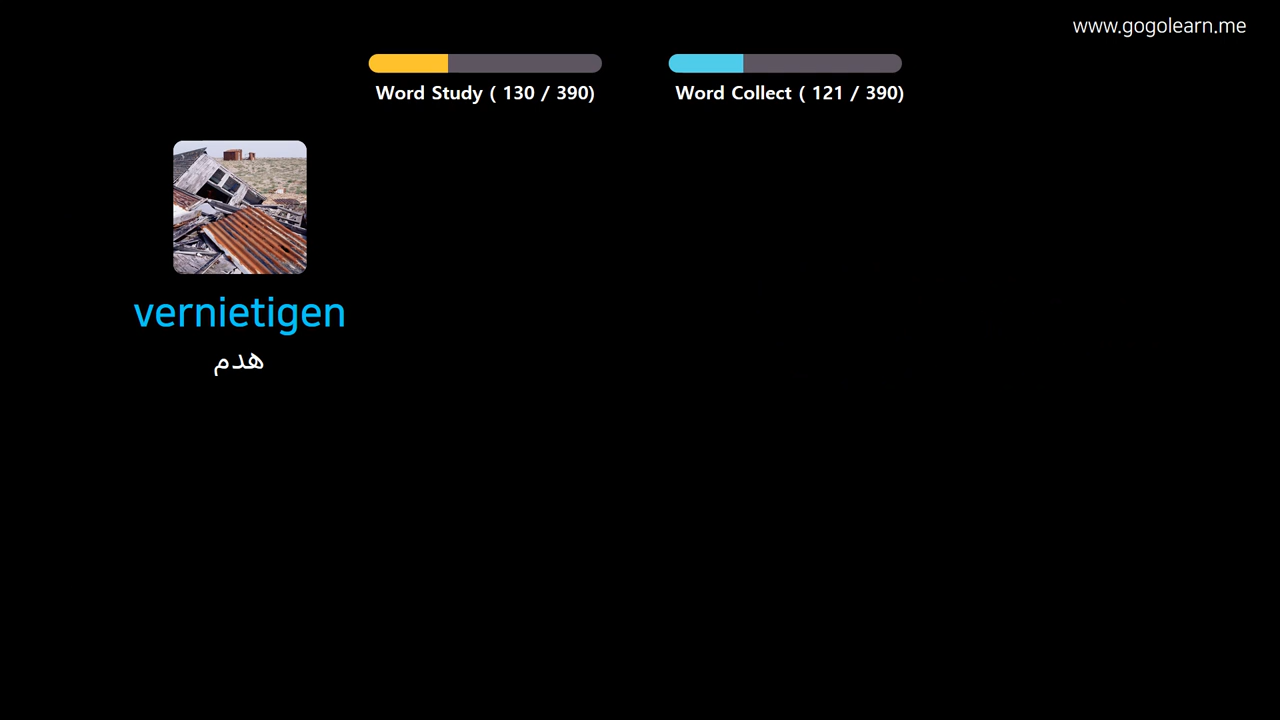 www.gogolearn.me
Word Study ( 130 / 390)
Word Collect ( 121 / 390)
vernietigen
هدم